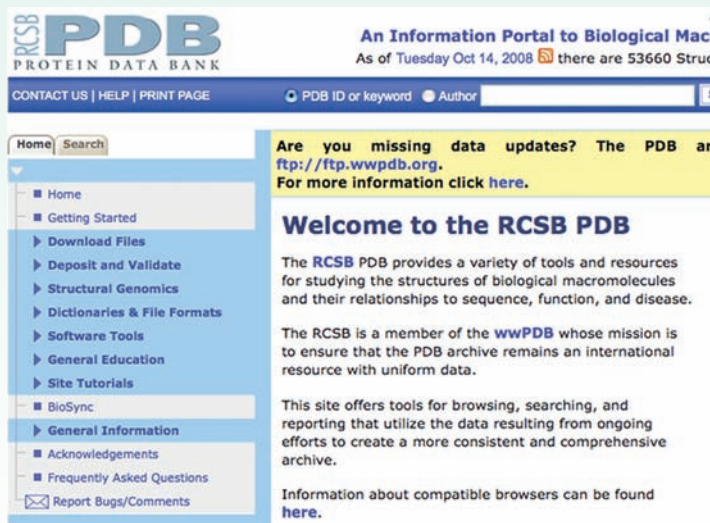 RCSB PDB
PROTEIN DATA BANK
An Information Portal to Biological
As of Tuesday Oct 14, 2008 there are 53660
CONTACT US | HELP | PRINT PAGE
PDB ID or keyword Author
Home Search
Home
Getting Started
Download Files
Deposit and Validate
Structural Genomics
Dictionaries & File Formats
Software Tools
General Education
Site Tutorials
BioSync
General Information
Acknowledgements
Frequently Asked Questions
Report Bugs/Comments
Are you missing data updates? The PDB
ftp://ftp.wwpdb.org.
For more information click here.
Welcome to the RCSB PDB
The RCSB PDB provides a variety of tools and resources
for studying the structures of biological macromolecules
and their relationships to sequence, function, and disease.
The RCSB is a member of the wwPDB whose mission is
to ensure that the PDB archive remains an international
resource with uniform data.
This site offers tools for browsing, searching, and
reporting that utilize the data resulting from ongoing
efforts to create a more consistent and comprehensive
archive.
Information about compatible browsers can be found
here.